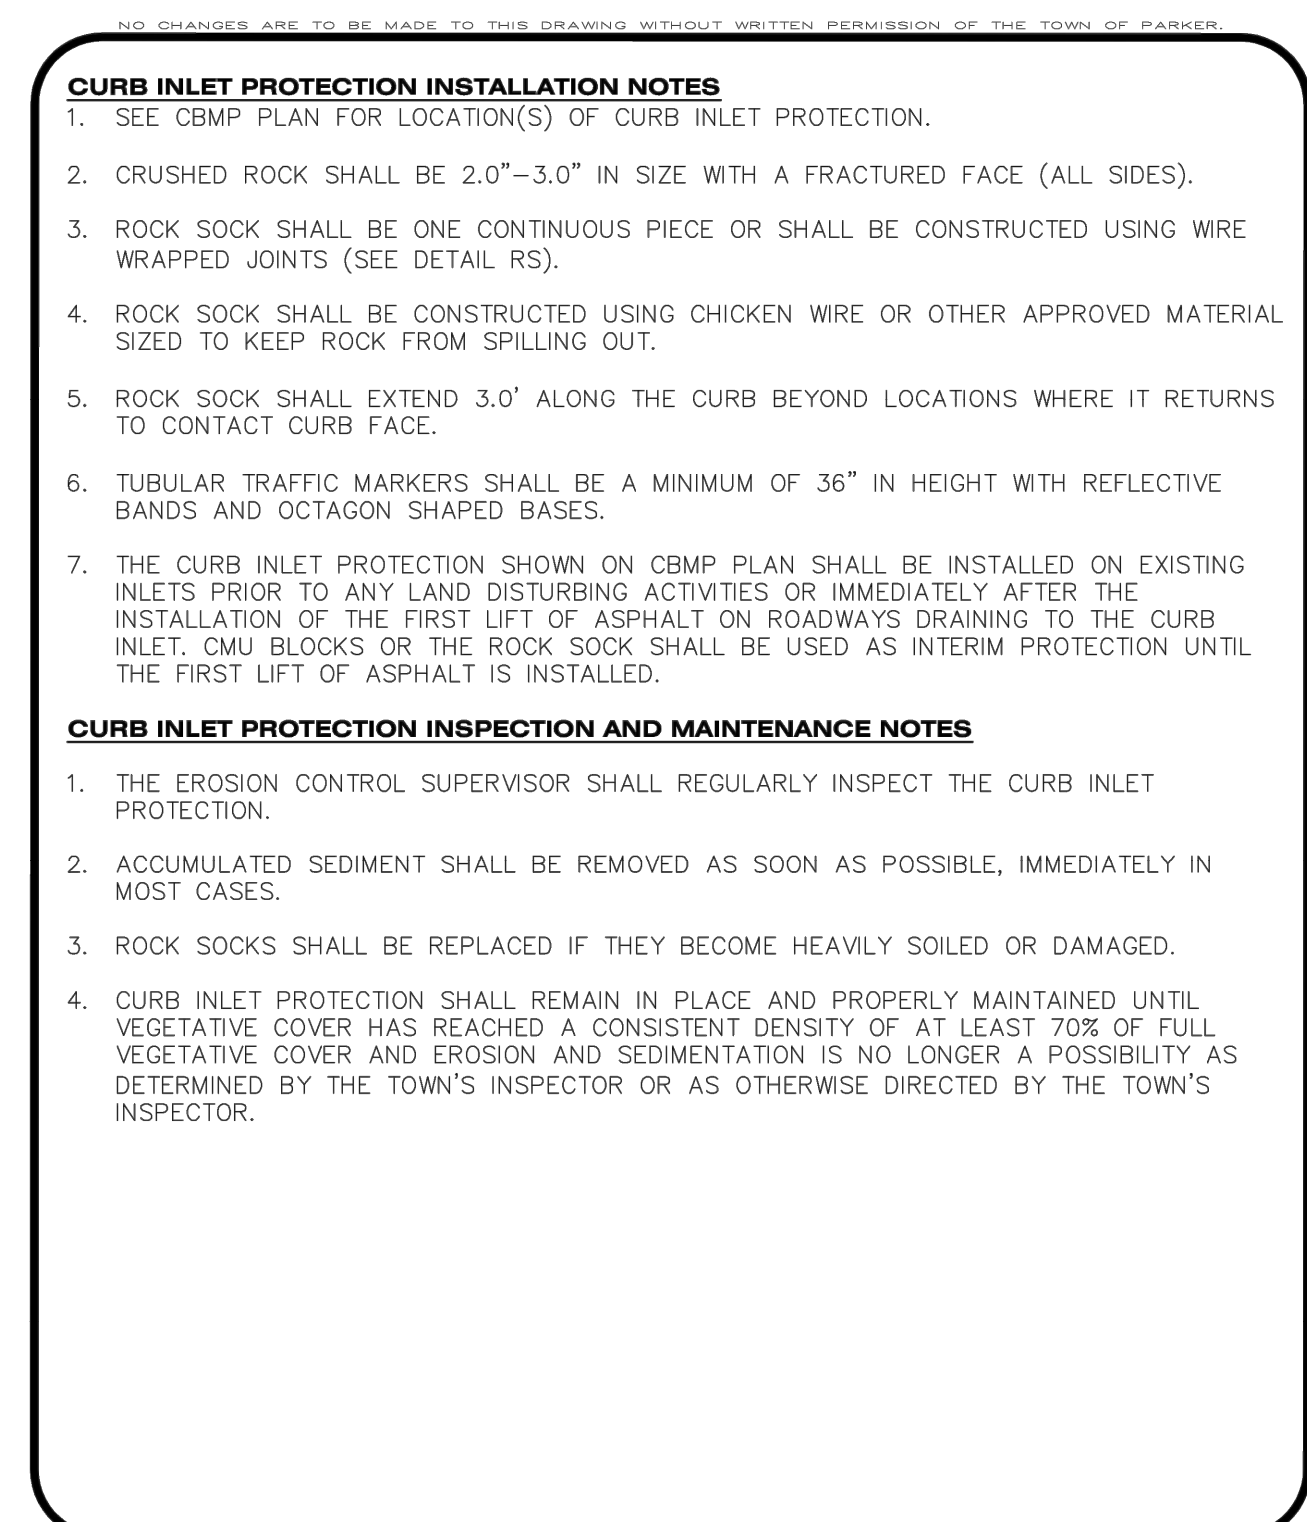 NO CHANGES ARE TO BE MADE TO THIS DRAWING WITHOUT WRITTEN PERMISSION OF THE TOWN OF PARKER.
CURB INLET PROTECTION INSTALLATION NOTES
1. SEE CBMP PLAN FOR LOCATION(S) OF CURB INLET PROTECTION.
2. CRUSHED ROCK SHALL BE 2.0"–3.0" IN SIZE WITH A FRACTURED FACE (ALL SIDES).
3. ROCK SOCK SHALL BE ONE CONTINUOUS PIECE OR SHALL BE CONSTRUCTED USING WIRE
WRAPPED JOINTS (SEE DETAIL RS).
4. ROCK SOCK SHALL BE CONSTRUCTED USING CHICKEN WIRE OR OTHER APPROVED MATERIAL
SIZED TO KEEP ROCK FROM SPILLING OUT.
5. ROCK SOCK SHALL EXTEND 3.0' ALONG THE CURB BEYOND LOCATIONS WHERE IT RETURNS
TO CONTACT CURB FACE.
6. TUBULAR TRAFFIC MARKERS SHALL BE A MINIMUM OF 36" IN HEIGHT WITH REFLECTIVE
BANDS AND OCTAGON SHAPED BASES.
7. THE CURB INLET PROTECTION SHOWN ON CBMP PLAN SHALL BE INSTALLED ON EXISTING
INLETS PRIOR TO ANY LAND DISTURBING ACTIVITIES OR IMMEDIATELY AFTER THE
INSTALLATION OF THE FIRST LIFT OF ASPHALT ON ROADWAYS DRAINING TO THE CURB
INLET. CMU BLOCKS OR THE ROCK SOCK SHALL BE USED AS INTERIM PROTECTION UNTIL
THE FIRST LIFT OF ASPHALT IS INSTALLED.
CURB INLET PROTECTION INSPECTION AND MAINTENANCE NOTES
1. THE EROSION CONTROL SUPERVISOR SHALL REGULARLY INSPECT THE CURB INLET
PROTECTION.
2. ACCUMULATED SEDIMENT SHALL BE REMOVED AS SOON AS POSSIBLE, IMMEDIATELY IN
MOST CASES.
3. ROCK SOCKS SHALL BE REPLACED IF THEY BECOME HEAVILY SOILED OR DAMAGED.
4. CURB INLET PROTECTION SHALL REMAIN IN PLACE AND PROPERLY MAINTAINED UNTIL
VEGETATIVE COVER HAS REACHED A CONSISTENT DENSITY OF AT LEAST 70% OF FULL
VEGETATIVE COVER AND EROSION AND SEDIMENTATION IS NO LONGER A POSSIBILITY AS
DETERMINED BY THE TOWN'S INSPECTOR OR AS OTHERWISE DIRECTED BY THE TOWN'S
INSPECTOR.